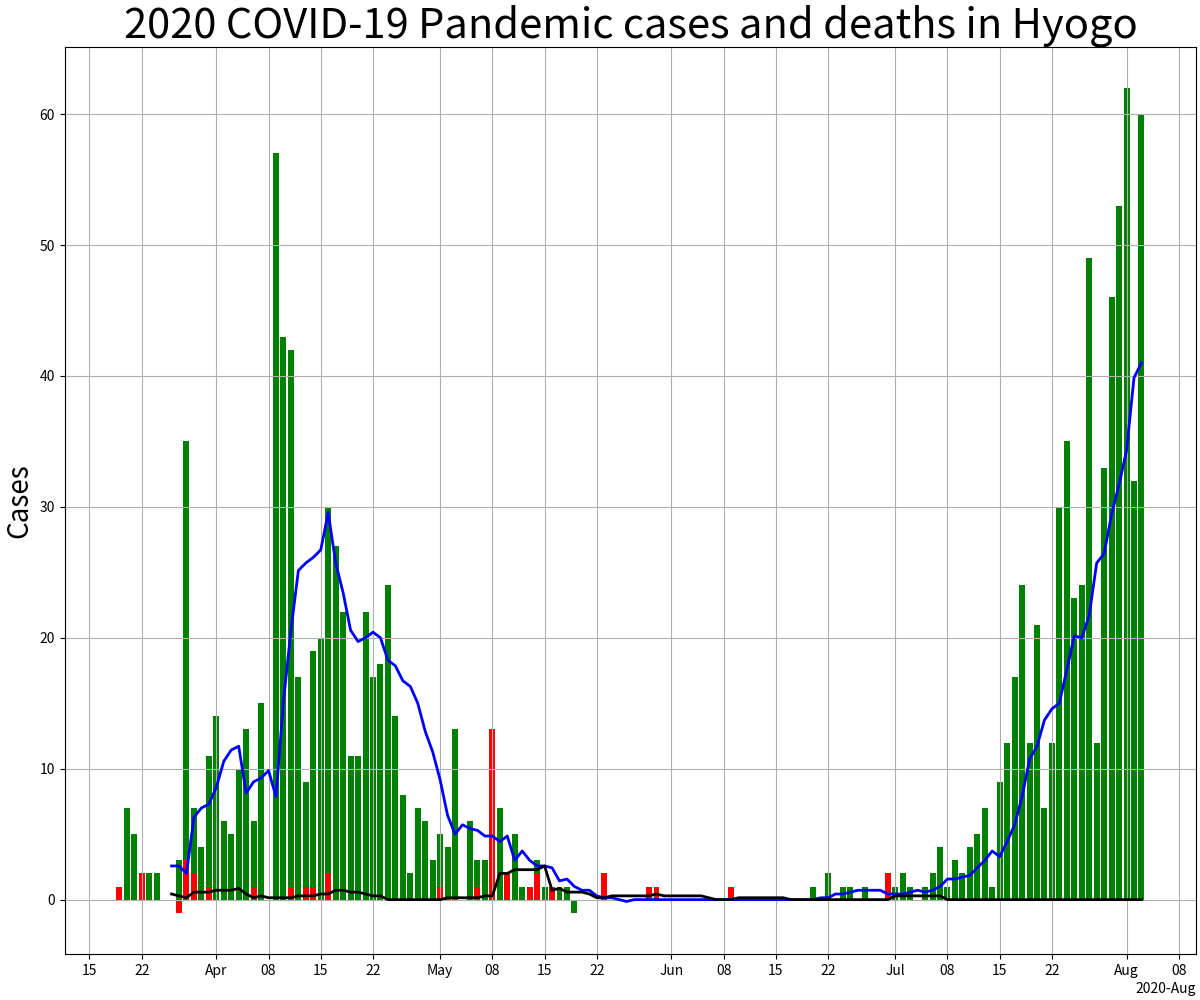 2020 COVID-19 Pandemic cases and deaths in Hyogo
60
50
40
30
20
10
0
Cases
15 22 Apr 08 15 22 May 08 15 22 Jun 08 15 22 Jul 08 15 22 Aug 08
2020-Aug